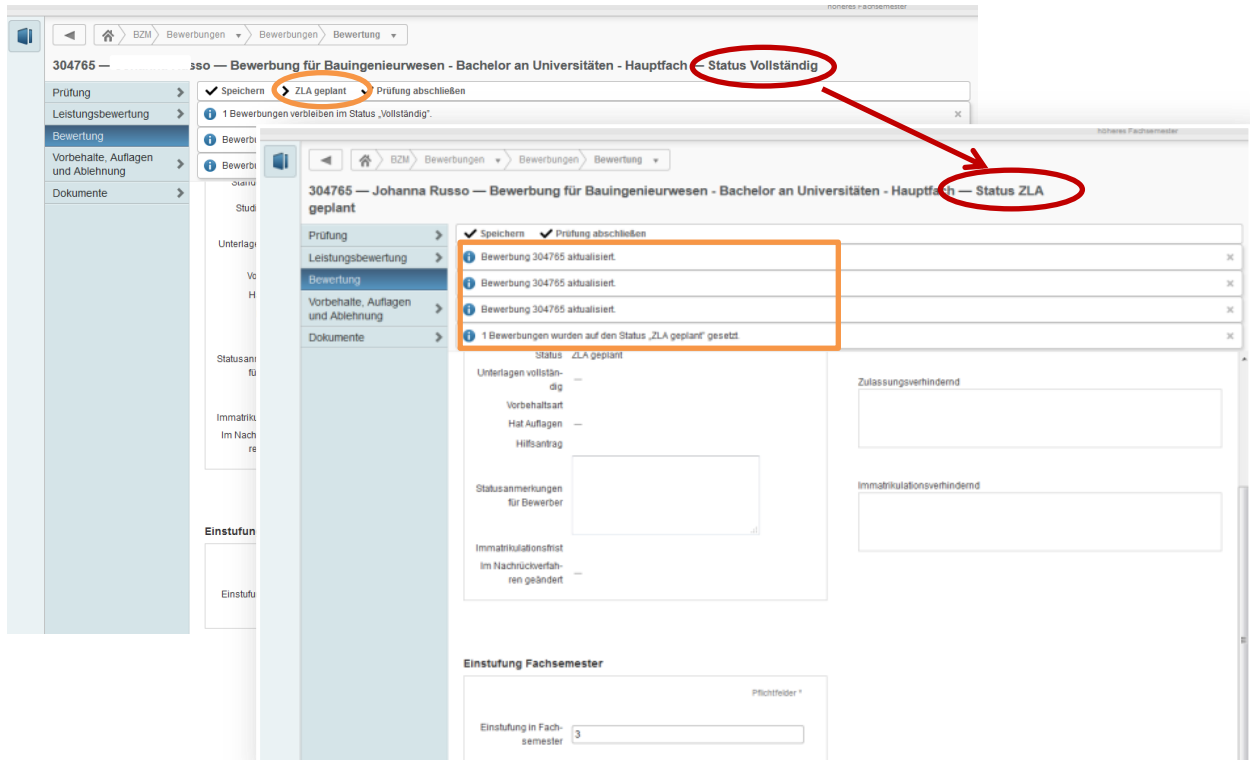 höheres Fachsemester
BZM Bewerbungen Bewerbungen Bewertung
304765 — sso — Bewerbung für Bauingenieurwesen - Bachelor an Universitäten - Hauptfach — Status Vollständig
Prüfung
Leistungsbewertung
Bewertung
Vorbehalte, Auflagen
und Ablehnung
Dokumente
Speichern ZLA geplant Prüfung abschließen
1 Bewerbungen verbleiben im Status „Vollständig".
Bewerb
Bewerb
Studi
Unterlage
Vo
H
Statusan
fü
Immatriku
Im Nach
re
Einstufun
Einstufu
höheres Fachsemester
BZM Bewerbungen Bewerbungen Bewertung
304765 — Johanna Russo — Bewerbung für Bauingenieurwesen - Bachelor an Universitäten - Hauptfach — Status ZLA
geplant
Prüfung
Leistungsbewertung
Bewertung
Vorbehalte, Auflagen
und Ablehnung
Dokumente
Speichern Prüfung abschließen
Bewerbung 304765 aktualisiert.
Bewerbung 304765 aktualisiert.
Bewerbung 304765 aktualisiert.
1 Bewerbungen wurden auf den Status „ZLA geplant" gesetzt.
Status ZLA geplant
Unterlagen vollstän-
dig —
Vorbehaltsart
Hat Auflagen —
Hilfsantrag
Statusanmerkungen
für Bewerber
Immatrikulationsfrist
Im Nachrückverfah-
ren geändert —
Zulassungsverhindernd
Immatrikulationsverhindernd
Einstufung Fachsemester
Pflichtfelder *
Einstufung in Fach-
semester 3